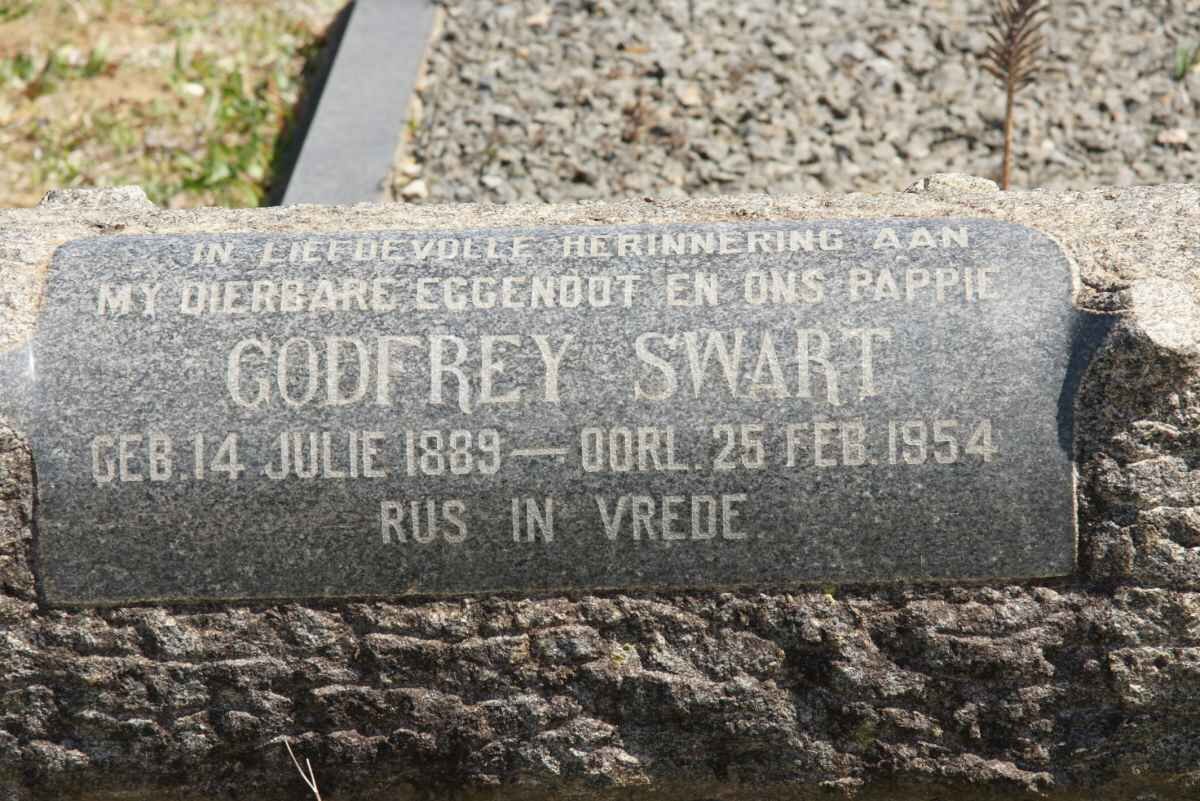 IN LIEFDEVOLLE HERINNERING AAN
MY DIERBARE EGGENOOT EN ONS PAPPIE
GODFREY SWART
GEB. 14 JULIE 1889 — OORL. 25 FEB. 1954
RUS IN VREDE